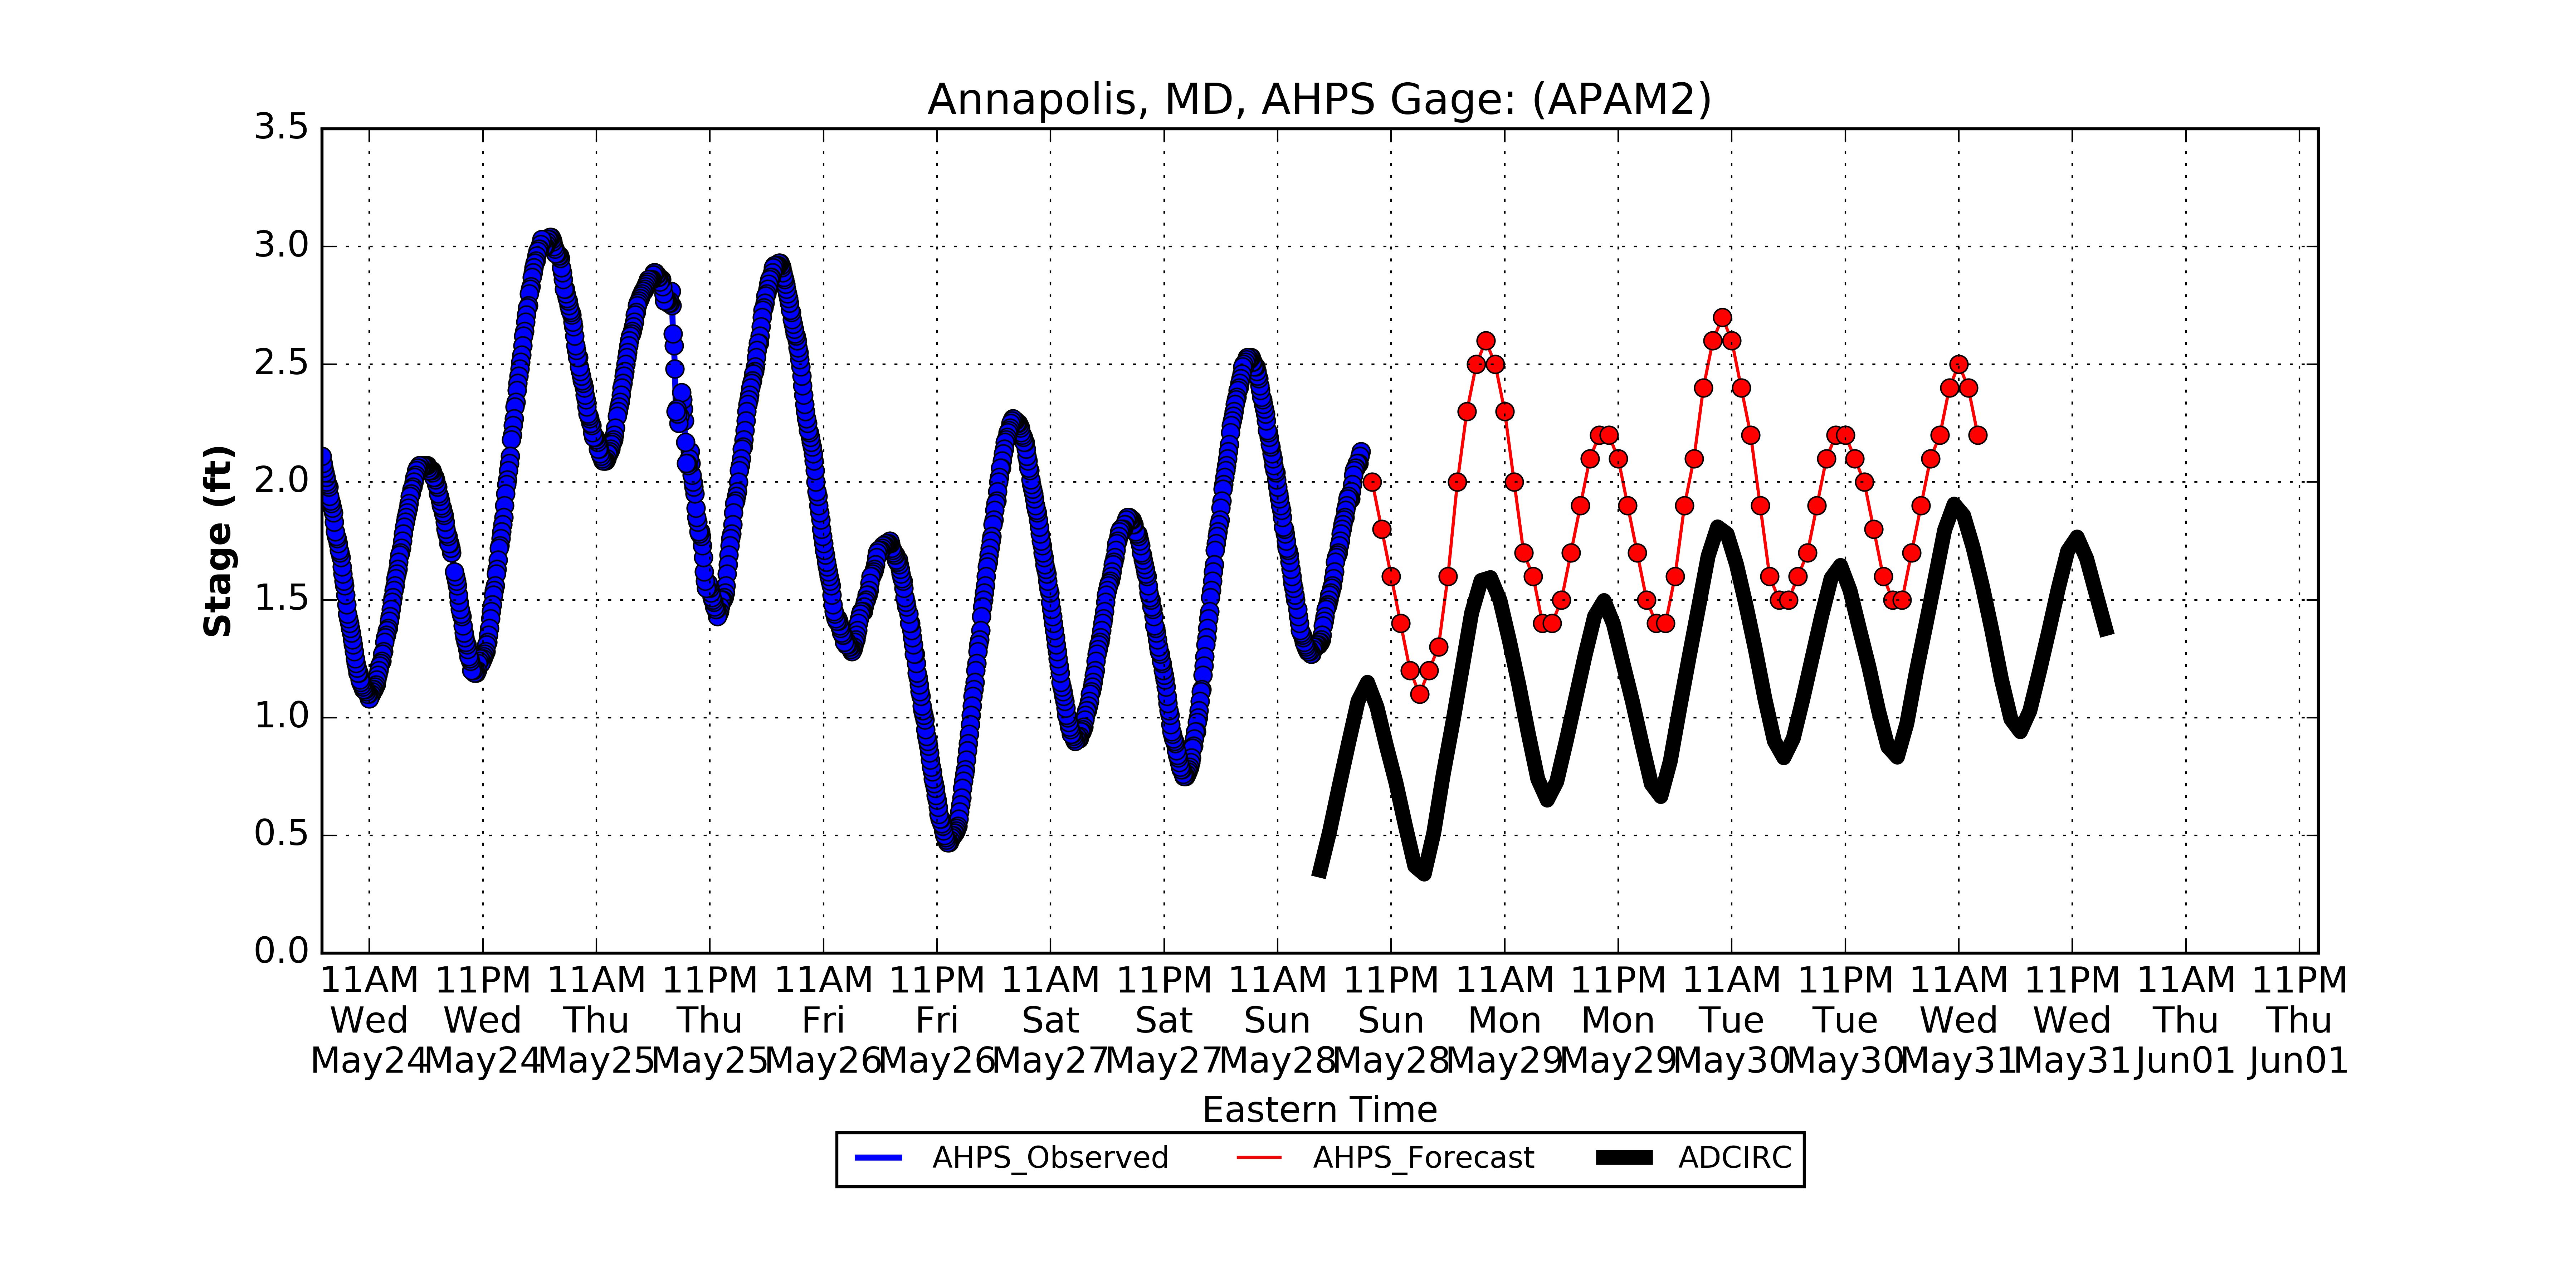 Annapolis, MD, AHPS Gage: (APAM2)
3.5
3.0
2.5
2.0
1.5
1.0
0.5
0.0
Stage (ft)
11AM 11PM 11AM 11PM 11AM 11PM 11AM 11PM 11AM 11PM 11AM 11PM 11AM 11PM 11AM 11PM 11AM 11PM
Wed Wed Thu Thu Fri Fri Sat Sat Sun Sun Mon Mon Tue Tue Wed Wed Thu Thu
May24 May24 May25 May25 May26 May26 May27 May27 May28 May28 May29 May29 May30 May30 May31 May31 Jun01 Jun01
Eastern Time
AHPS_Observed AHPS_Forecast ADCIRC